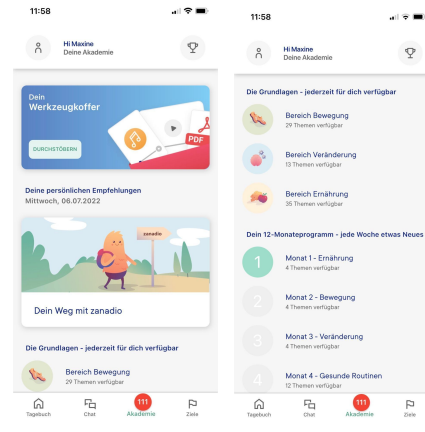 11:58
Hi Maxine
Deine Akademie
Dein
Werkzeugkoffer
DURCHSTÖBERN
PDF
Deine persönlichen Empfehlungen
Mittwoch, 06.07.2022
zanadio
Dein Weg mit zanadio
Die Grundlagen - jederzeit für dich verfügbar
Bereich Bewegung
29 Themen verfügbar
111
Tagebuch
Chat
Akademie
Ziele
11:58
Hi Maxine
Deine Akademie
Die Grundlagen - jederzeit für dich verfügbar
Bereich Bewegung
29 Themen verfügbar
Bereich Veränderung
13 Themen verfügbar
Bereich Ernährung
35 Themen verfügbar
Dein 12-Monateprogramm - jede Woche etwas Neues
1
Monat 1 - Ernährung
4 Themen verfügbar
2
Monat 2 - Bewegung
4 Themen verfügbar
3
Monat 3 - Veränderung
4 Themen verfügbar
4
Monat 4 - Gesunde Routinen
12 Themen verfügbar
111
Tagebuch
Chat
Akademie
Ziele